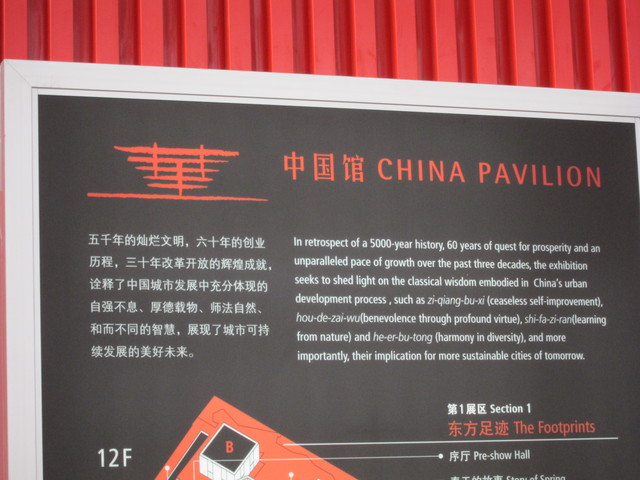 中国馆 CHINA PAVILION
五千年的灿烂文明，六十年的创业
历程，三十年改革开放的辉煌成就，
诠释了中国城市发展中充分体现的
自强不息、厚德载物、师法自然、
和而不同的智慧，展现了城市可持
续发展的美好未来。
In retrospect of a 5000-year history, 60 years of quest for prosperity and an
unparalleled pace of growth over the past three decades, the exhibition
seeks to shed light on the classical wisdom embodied in China's urban
development process , such as zi-qiang-bu-xi (ceaseless self-improvement),
hou-de-zai-wu(benevolence through profound virtue), shi-fa-zi-ran(learning
from nature) and he-er-bu-tong (harmony in diversity), and more
importantly, their implication for more sustainable cities of tomorrow.
第1展区 Section 1
东方足迹 The Footprints
12F
B
序厅 Pre-show Hall
春天的故事 Story of Spring